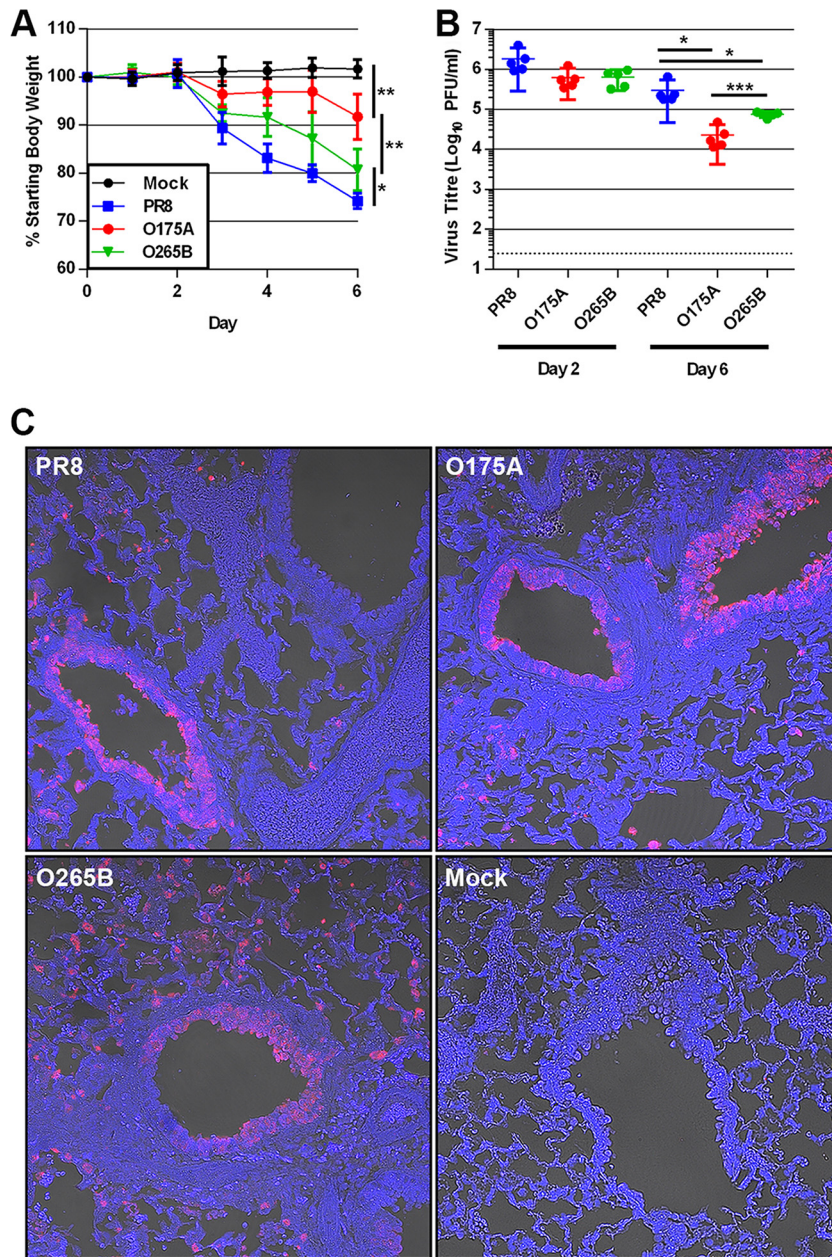 A
110
100
90
80
70
60
% Starting Body Weight
Mock
PR8
O175A
O265B
**
**
*
0 2 4 6
Day
B
7
6
5
4
3
2
1
Virus Titre (Log10 PFU/ml)
* *
***
PR8 O175A O265B PR8 O175A O265B
Day 2 Day 6
C
PR8 O175A
O265B Mock